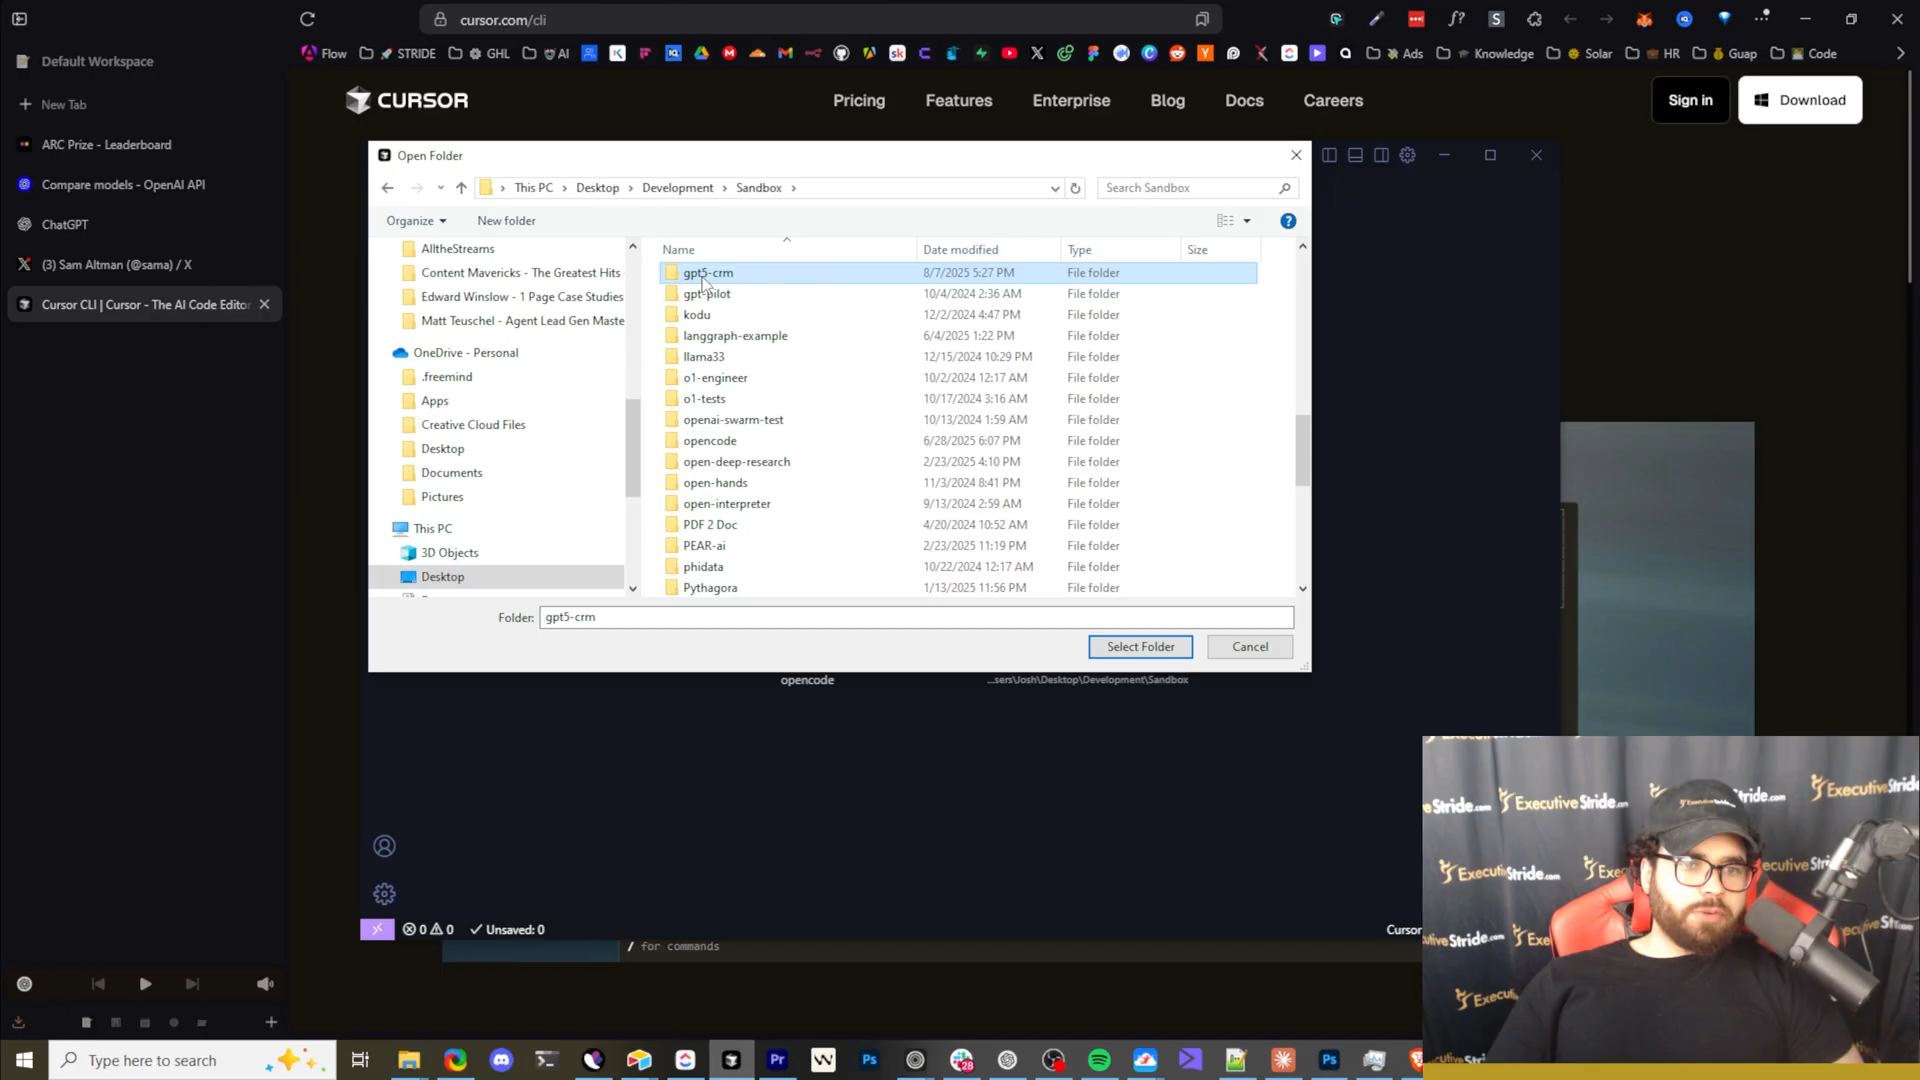 cursor.com/cli
Default Workspace
New Tab
ARC Prize - Leaderboard
Compare models - OpenAI API
ChatGPT
(3) Sam Altman (@sama) / X
Cursor CLI | Cursor - The AI Code Editor
Flow
STRIDE
GHL
AI
Ads
Knowledge
Solar
HR
Guap
Code
CURSOR
Pricing
Features
Enterprise
Blog
Docs
Careers
Sign in
Download
Open Folder
This PC > Desktop > Development > Sandbox >
Search Sandbox
Organize
New folder
AlltheStreams
Content Mavericks - The Greatest Hits
Edward Winslow - 1 Page Case Studies
Matt Teuschel - Agent Lead Gen Maste
OneDrive - Personal
.freemind
Apps
Creative Cloud Files
Desktop
Documents
Pictures
This PC
3D Objects
Desktop
Name Date modified Type Size
gpt5-crm 8/7/2025 5:27 PM File folder
gpt-pilot 10/4/2024 2:36 AM File folder
kodu 12/2/2024 4:47 PM File folder
langgraph-example 6/4/2025 1:22 PM File folder
llama33 12/15/2024 10:29 PM File folder
o1-engineer 10/2/2024 12:17 AM File folder
o1-tests 10/17/2024 3:16 AM File folder
openai-swarm-test 10/13/2024 1:59 AM File folder
opencode 6/28/2025 6:07 PM File folder
open-deep-research 2/23/2025 4:10 PM File folder
open-hands 11/3/2024 8:41 PM File folder
open-interpreter 9/13/2024 2:59 AM File folder
PDF 2 Doc 4/20/2024 10:52 AM File folder
PEAR-ai 2/23/2025 11:19 PM File folder
phidata 10/22/2024 12:17 AM File folder
Pythagora 1/13/2025 11:56 PM File folder
Folder: gpt5-crm
Select Folder
Cancel
opencode ...sers\Josh\Desktop\Development\Sandbox
0 0 Unsaved: 0
Cursor
/ for commands
ExecutiveStride.com
Type here to search